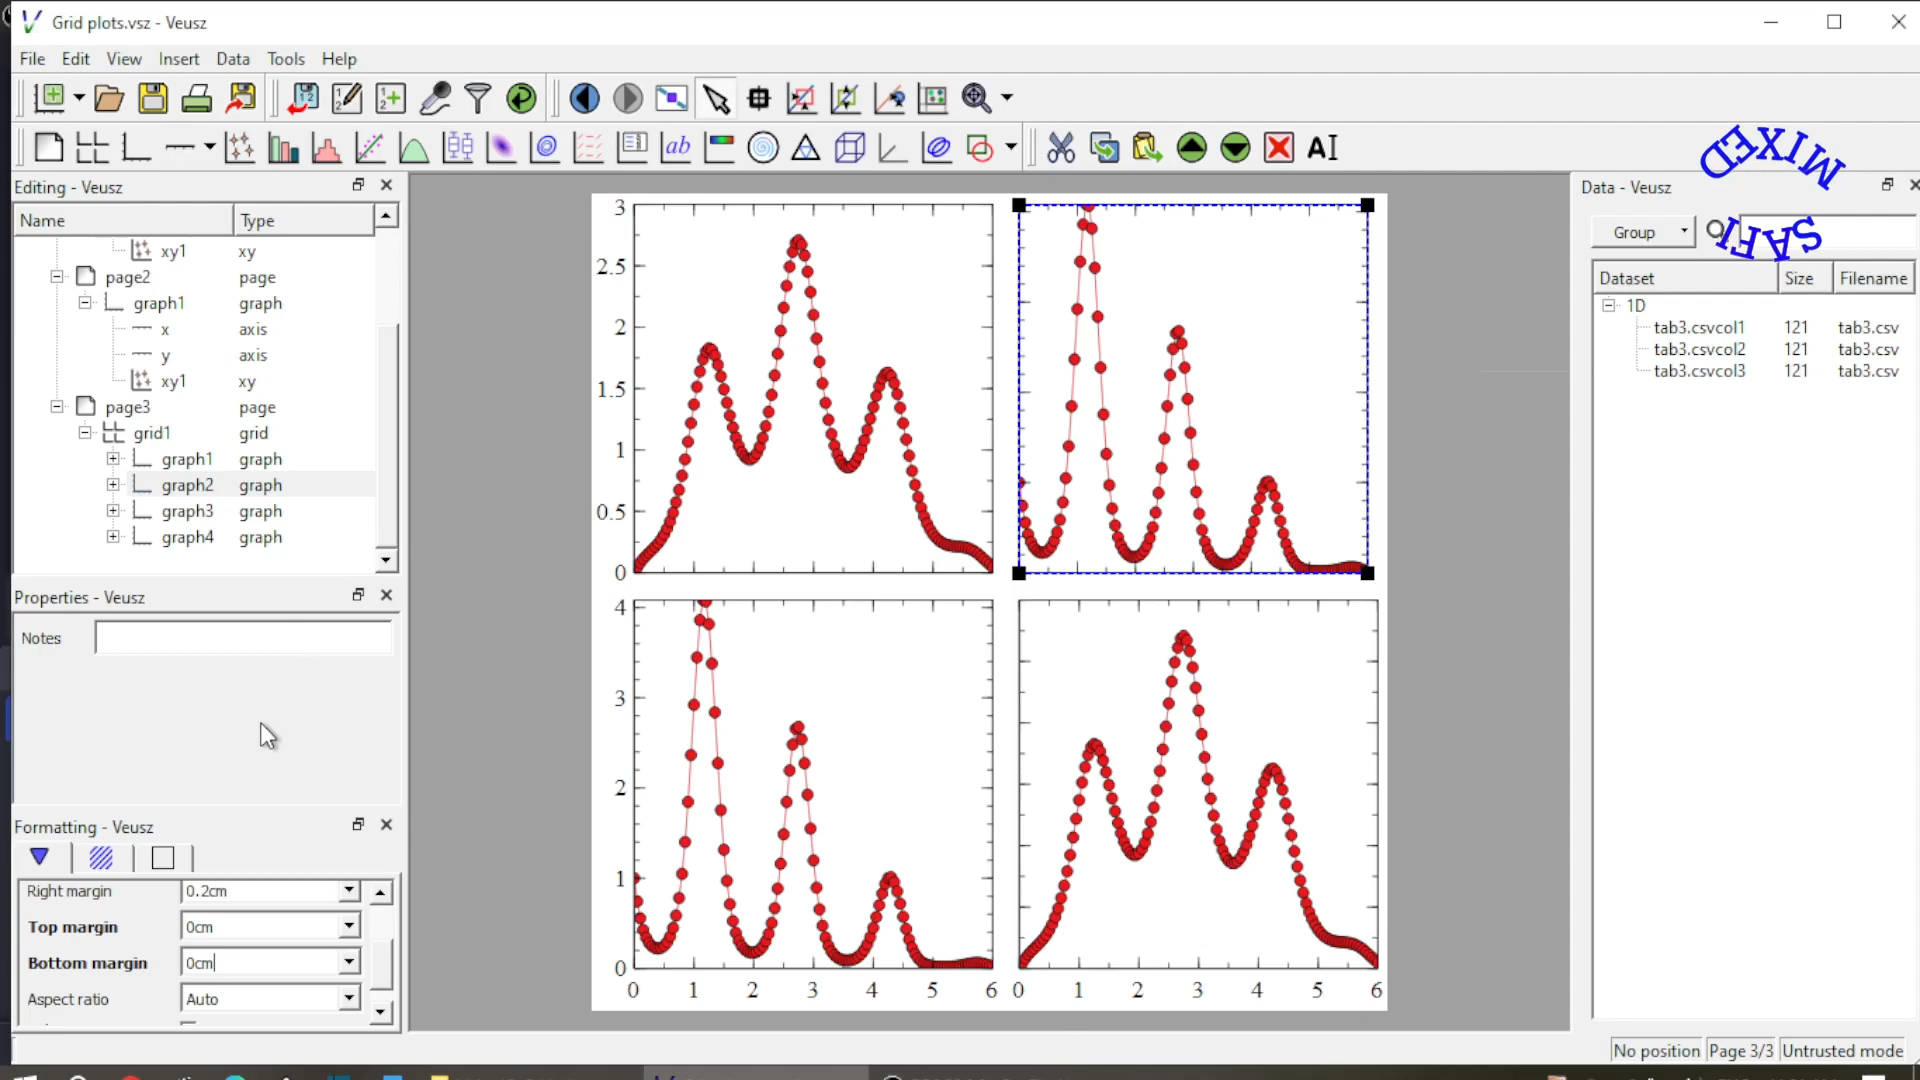 Grid plots.vsz - Veusz
File Edit View Insert Data Tools Help
Editing - Veusz
Name Type
xy1 xy
page2 page
graph1 graph
x axis
y axis
xy1 xy
page3 page
grid1 grid
graph1 graph
graph2 graph
graph3 graph
graph4 graph
Properties - Veusz
Notes
Formatting - Veusz
Right margin 0.2cm
Top margin 0cm
Bottom margin 0cm
Aspect ratio Auto
ab
AI
3
2.5
2
1.5
1
0.5
0
4
3
2
1
0
0 1 2 3 4 5 6
0 1 2 3 4 5 6
MIXED
SAFI
Data - Veusz
Group
Dataset Size Filename
1D
tab3.csvcol1 121 tab3.csv
tab3.csvcol2 121 tab3.csv
tab3.csvcol3 121 tab3.csv
No position Page 3/3 Untrusted mode